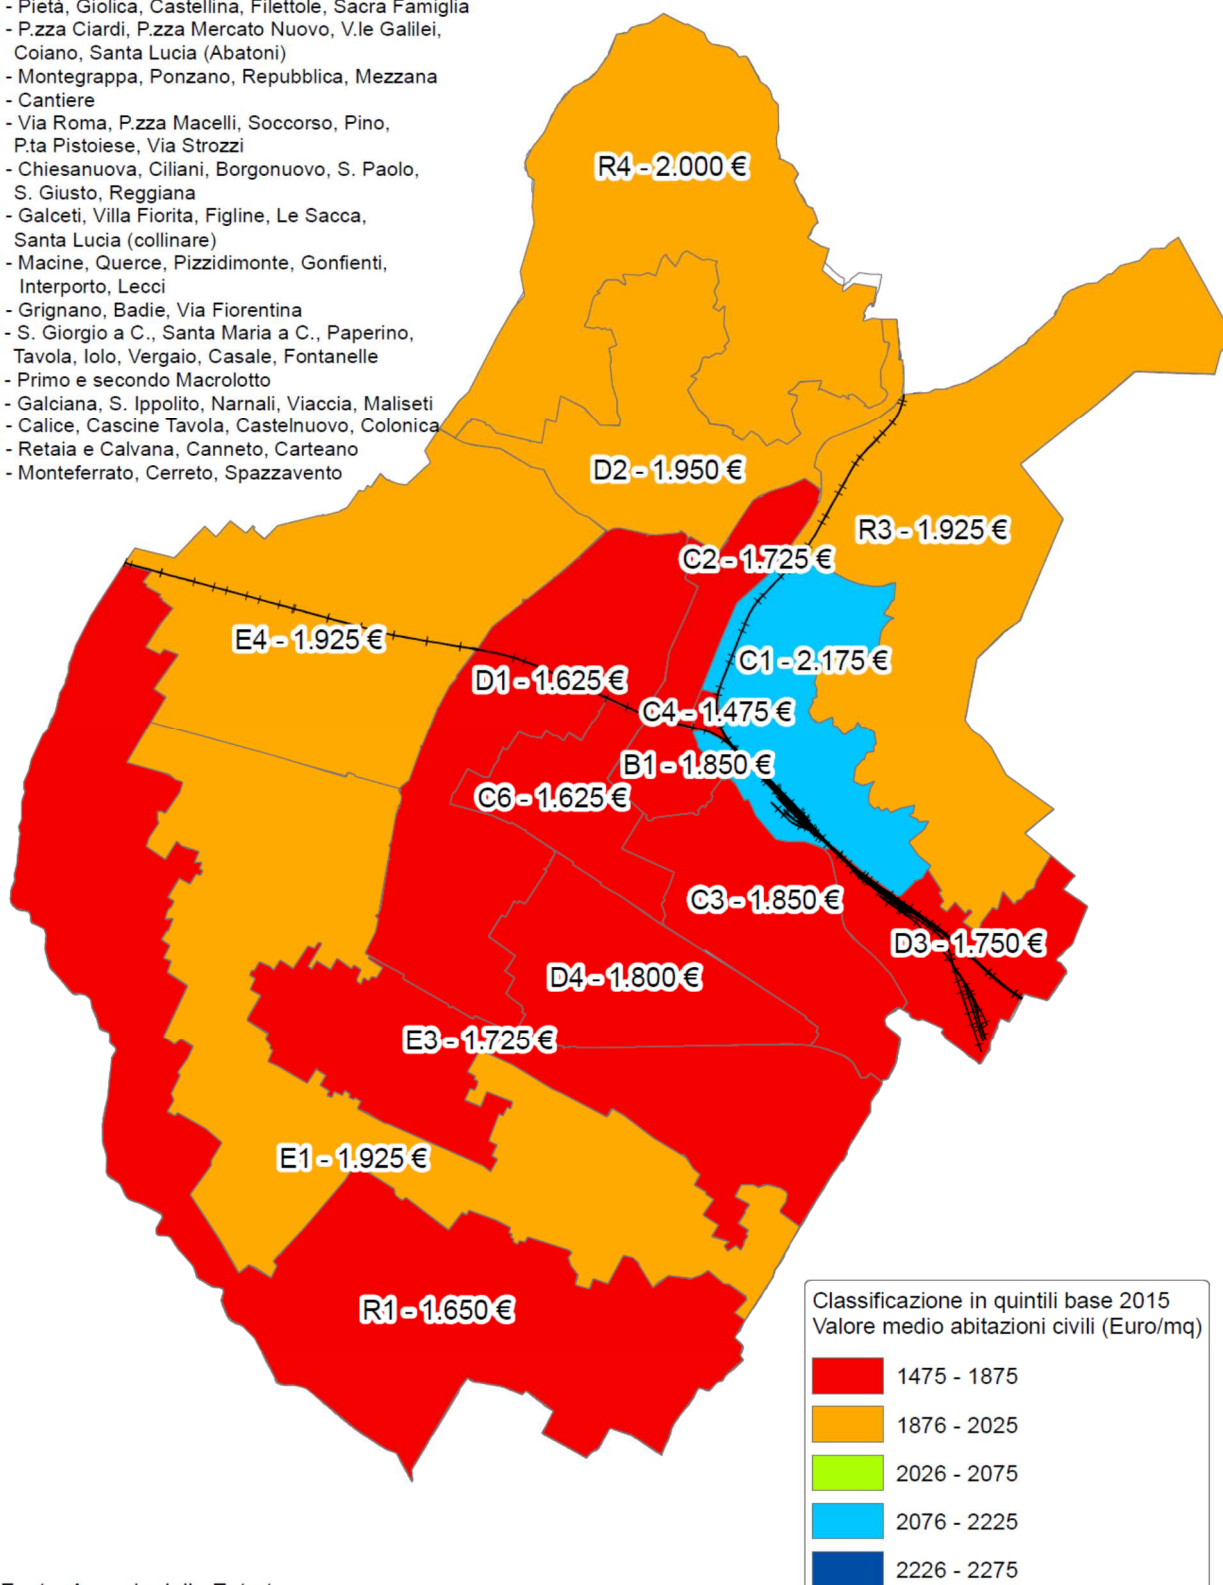 - Pietà, Giolica, Castellina, Filettole, Sacra Famiglia
- P.zza Ciardi, P.zza Mercato Nuovo, V.le Galilei,
Coiano, Santa Lucia (Abatoni)
- Montegrappa, Ponzano, Repubblica, Mezzana
- Cantiere
- Via Roma, P.zza Macelli, Soccorso, Pino,
P.ta Pistoiese, Via Strozzi
- Chiesanuova, Ciliani, Borgonuovo, S. Paolo,
S. Giusto, Reggiana
- Galceti, Villa Fiorita, Figline, Le Sacca,
Santa Lucia (collinare)
- Macine, Querce, Pizzidimonte, Gonfienti,
Interporto, Lecci
- Grignano, Badie, Via Fiorentina
- S. Giorgio a C., Santa Maria a C., Paperino,
Tavola, Iolo, Vergaio, Casale, Fontanelle
- Primo e secondo Macrolotto
- Galciana, S. Ippolito, Narnali, Viaccia, Maliseti
- Calice, Cascine Tavola, Castelnuovo, Colonica
- Retaia e Calvana, Canneto, Carteano
- Monteferrato, Cerreto, Spazzavento
R4 - 2.000 €
D2 - 1.950 €
R3 - 1.925 €
C2 - 1.725 €
E4 - 1.925 €
C1 - 2.175 €
D1 - 1.625 €
C4 - 1.475 €
B1 - 1.850 €
C6 - 1.625 €
C3 - 1.850 €
D3 - 1.750 €
D4 - 1.800 €
E3 - 1.725 €
E1 - 1.925 €
R1 - 1.650 €
Classificazione in quintili base 2015
Valore medio abitazioni civili (Euro/mq)
1475 - 1875
1876 - 2025
2026 - 2075
2076 - 2225
2226 - 2275